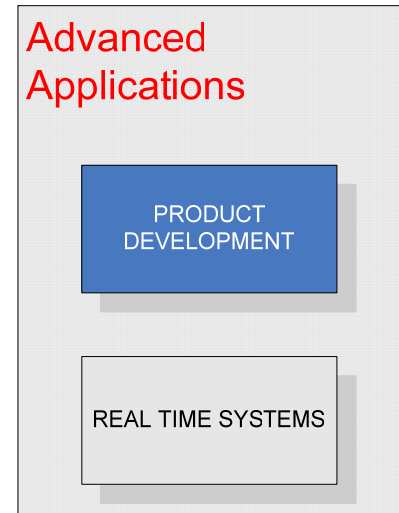 Advanced
Applications
PRODUCT
DEVELOPMENT
REAL TIME SYSTEMS